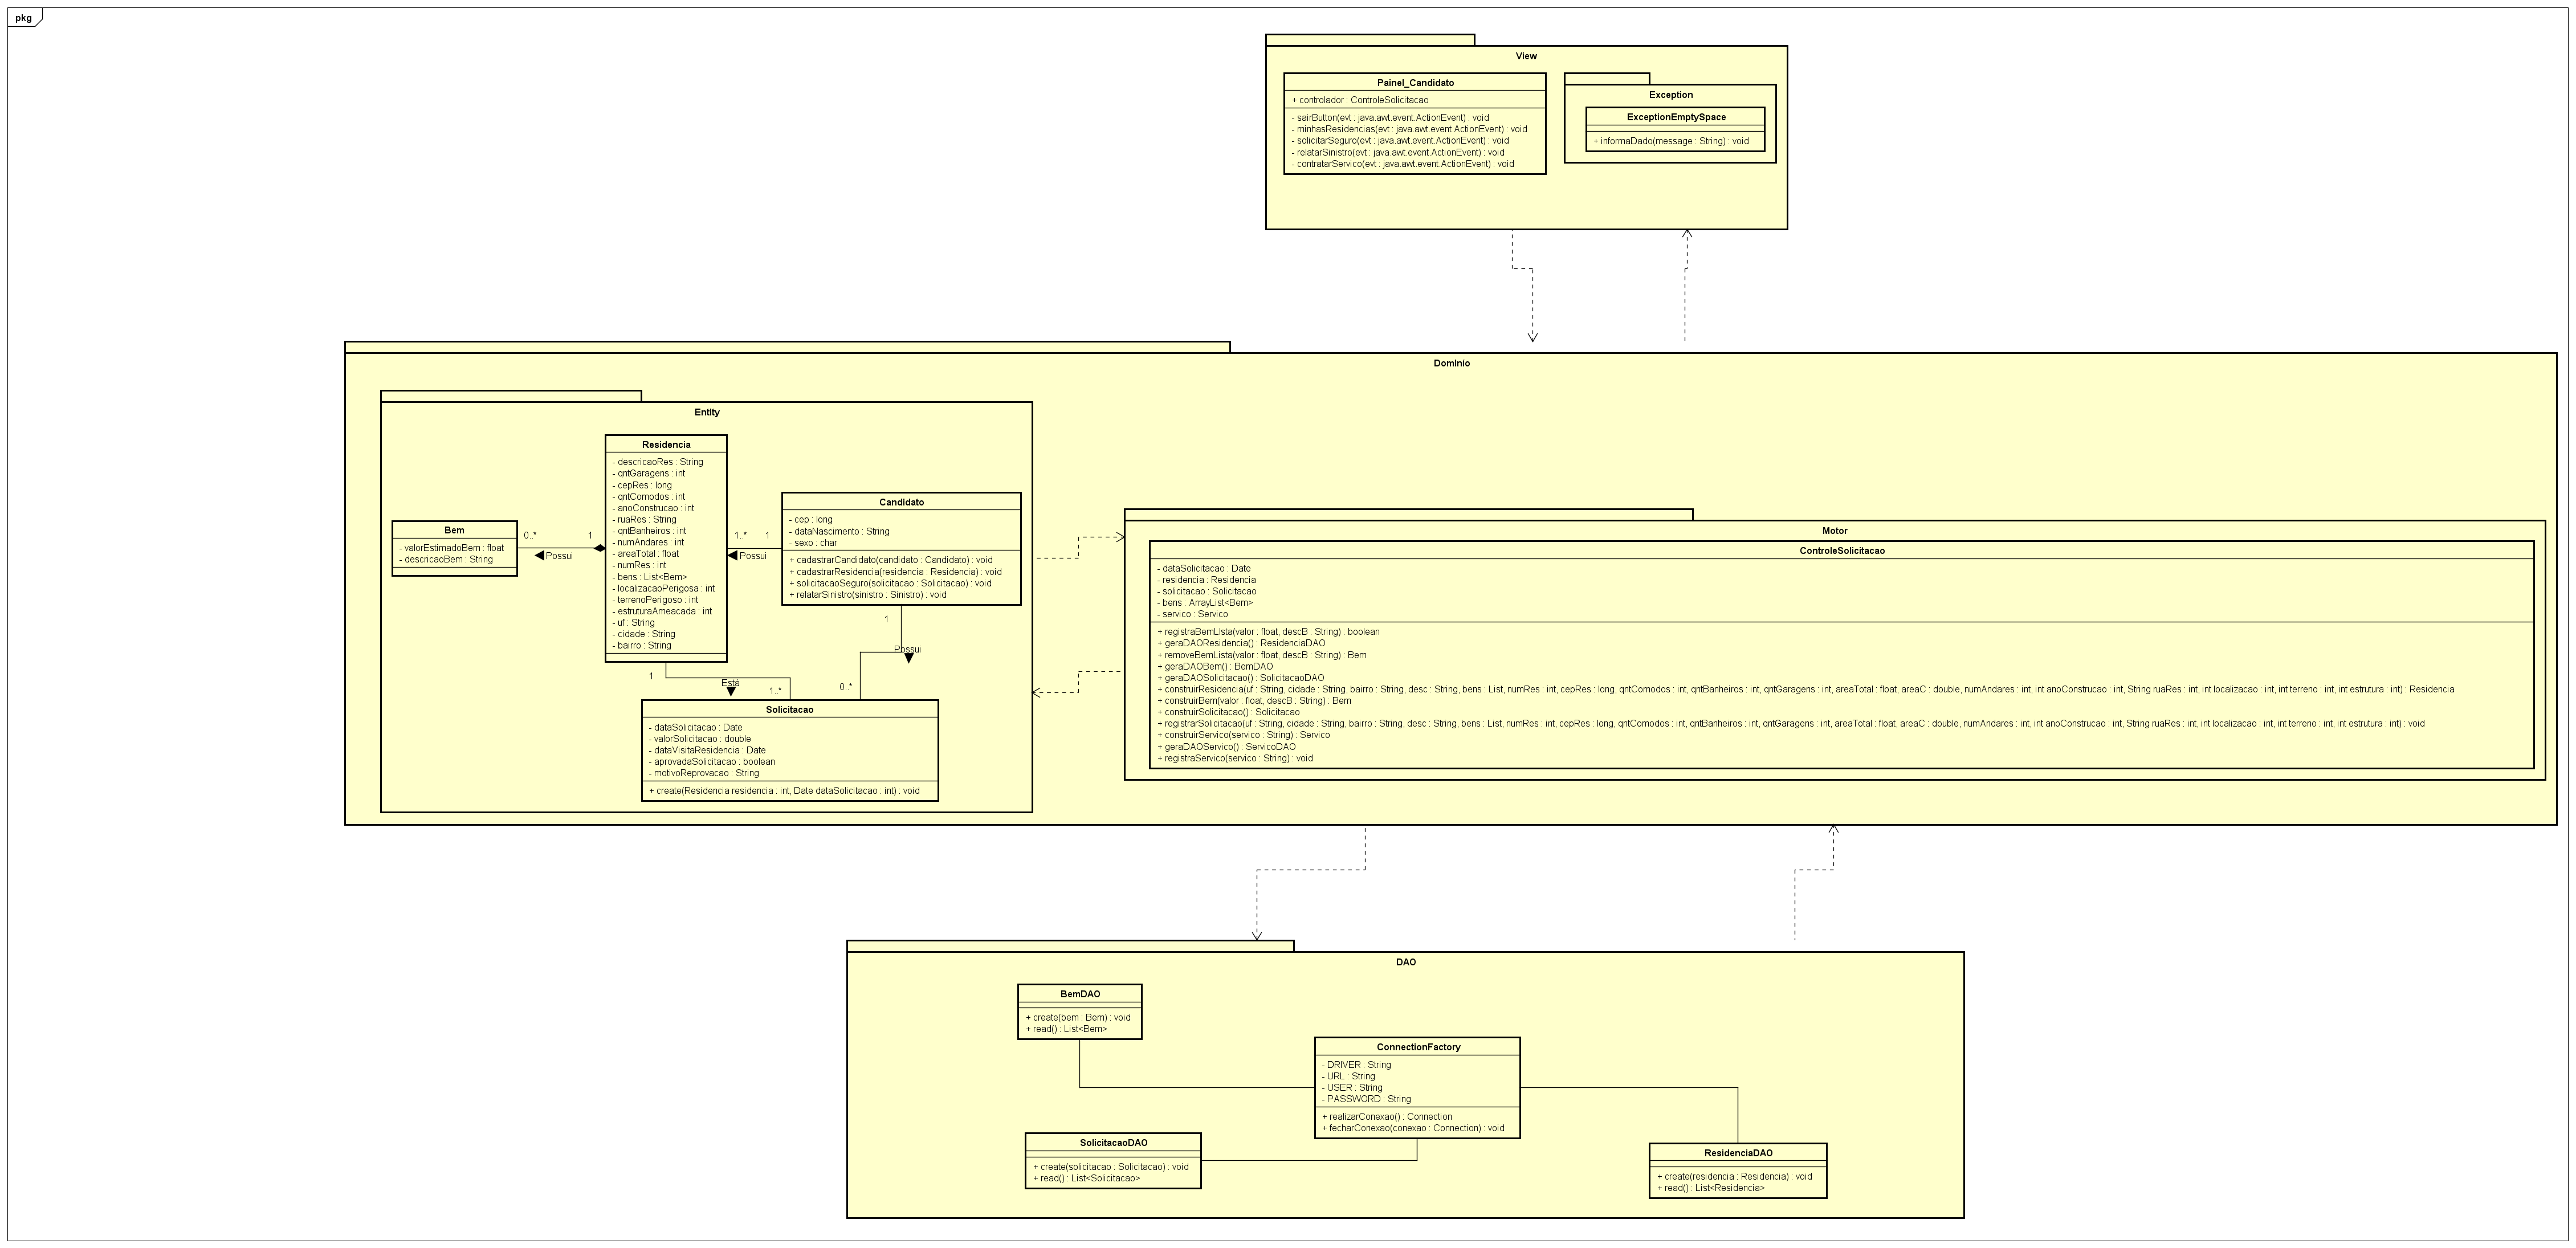 pkg
View
Painel_Candidato
+ controlador : ControleSolicitacao
- sairButton(evt : java.awt.event.ActionEvent) : void
- minhasResidencias(evt : java.awt.event.ActionEvent) : void
- solicitarSeguro(evt : java.awt.event.ActionEvent) : void
- relatarSinistro(evt : java.awt.event.ActionEvent) : void
- contratarServico(evt : java.awt.event.ActionEvent) : void
Exception
ExceptionEmptySpace
+ informaDado(message : String) : void
Dominio
Entity
Residencia
- descricaoRes : String
- qntGaragens : int
- cepRes : long
- qntComodos : int
- anoConstrucao : int
- ruaRes : String
- qntBanheiros : int
- numAndares : int
- areaTotal : float
- numRes : int
- bens : List<Bem>
- localizacaoPerigosa : int
- terrenoPerigoso : int
- estruturaAmeacada : int
- uf : String
- cidade : String
- bairro : String
Bem
- valorEstimadoBem : float
- descricaoBem : String
0..*
1
Possui
1..*
1
Possui
Candidato
- cep : long
- dataNascimento : String
- sexo : char
+ cadastrarCandidato(candidato : Candidato) : void
+ cadastrarResidencia(residencia : Residencia) : void
+ solicitacaoSeguro(solicitacao : Solicitacao) : void
+ relatarSinistro(sinistro : Sinistro) : void
1
Possui
0..*
1
Está
1..*
Solicitacao
- dataSolicitacao : Date
- valorSolicitacao : double
- dataVisitaResidencia : Date
- aprovadaSolicitacao : boolean
- motivoReprovacao : String
+ create(Residencia residencia : int, Date dataSolicitacao : int) : void
Motor
ControleSolicitacao
- dataSolicitacao : Date
- residencia : Residencia
- solicitacao : Solicitacao
- bens : ArrayList<Bem>
- servico : Servico
+ registraBemLIsta(valor : float, descB : String) : boolean
+ geraDAOResidencia() : ResidenciaDAO
+ removeBemLista(valor : float, descB : String) : Bem
+ geraDAOBem() : BemDAO
+ geraDAOSolicitacao() : SolicitacaoDAO
+ construirResidencia(uf : String, cidade : String, bairro : String, desc : String, bens : List, numRes : int, cepRes : long, qntComodos : int, qntBanheiros : int, qntGaragens : int, areaTotal : float, areaC : double, numAndares : int, int anoConstrucao : int, String ruaRes : int, int localizacao : int, int terreno : int, int estrutura : int) : Residencia
+ construirBem(valor : float, descB : String) : Bem
+ construirSolicitacao() : Solicitacao
+ registrarSolicitacao(uf : String, cidade : String, bairro : String, desc : String, bens : List, numRes : int, cepRes : long, qntComodos : int, qntBanheiros : int, qntGaragens : int, areaTotal : float, areaC : double, numAndares : int, int anoConstrucao : int, String ruaRes : int, int localizacao : int, int terreno : int, int estrutura : int) : void
+ construirServico(servico : String) : Servico
+ geraDAOServico() : ServicoDAO
+ registraServico(servico : String) : void
DAO
BemDAO
+ create(bem : Bem) : void
+ read() : List<Bem>
ConnectionFactory
- DRIVER : String
- URL : String
- USER : String
- PASSWORD : String
+ realizarConexao() : Connection
+ fecharConexao(conexao : Connection) : void
SolicitacaoDAO
+ create(solicitacao : Solicitacao) : void
+ read() : List<Solicitacao>
ResidenciaDAO
+ create(residencia : Residencia) : void
+ read() : List<Residencia>